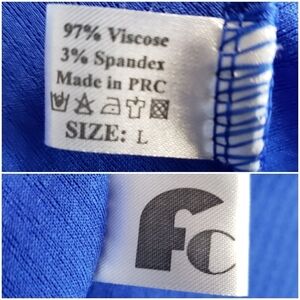 97% Viscose
3% Spandex
Made in PRC
SIZE: L
FC